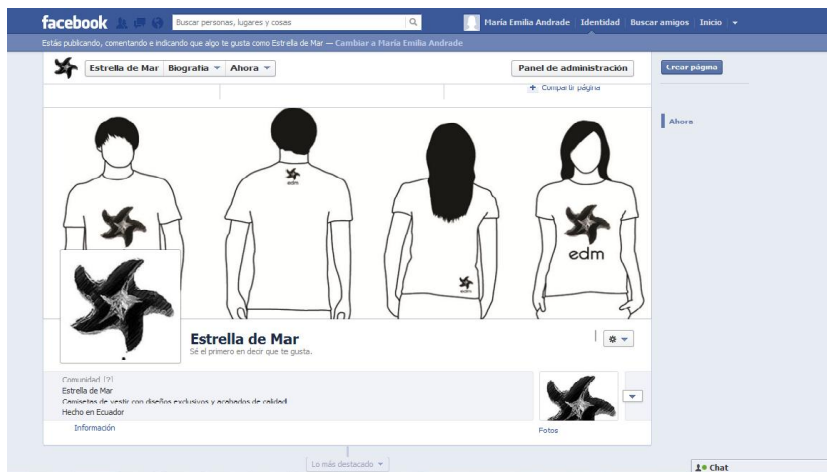 facebook
Buscar personas, lugares y cosas
María Emilia Andrade
Identidad
Buscar amigos
Inicio
Estás publicando, comentando e indicando que algo te gusta como Estrella de Mar — Cambiar a María Emilia Andrade
Estrella de Mar
Biografía
Ahora
Panel de administración
Crear página
Compartir página
Ahora
edm
edm
edm
Estrella de Mar
Sé el primero en decir que te gusta.
Comunidad [?]
Estrella de Mar
Camisetas de vestir con diseños exclusivos y acabados de calidad
Hecho en Ecuador
Información
Fotos
Lo más destacado
Chat